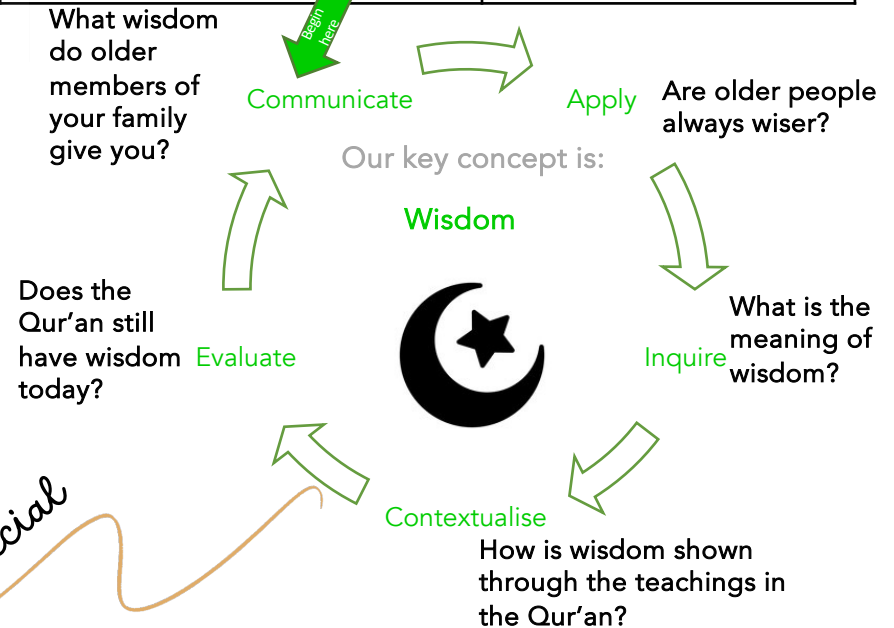 What wisdom
do older
members of
your family
give you?
Begin
here
Communicate
Apply
Are older people
always wiser?
Our key concept is:
Wisdom
Does the
Qur’an still
have wisdom
today?
Evaluate
Inquire
What is the
meaning of
wisdom?
Contextualise
How is wisdom shown
through the teachings in
the Qur’an?